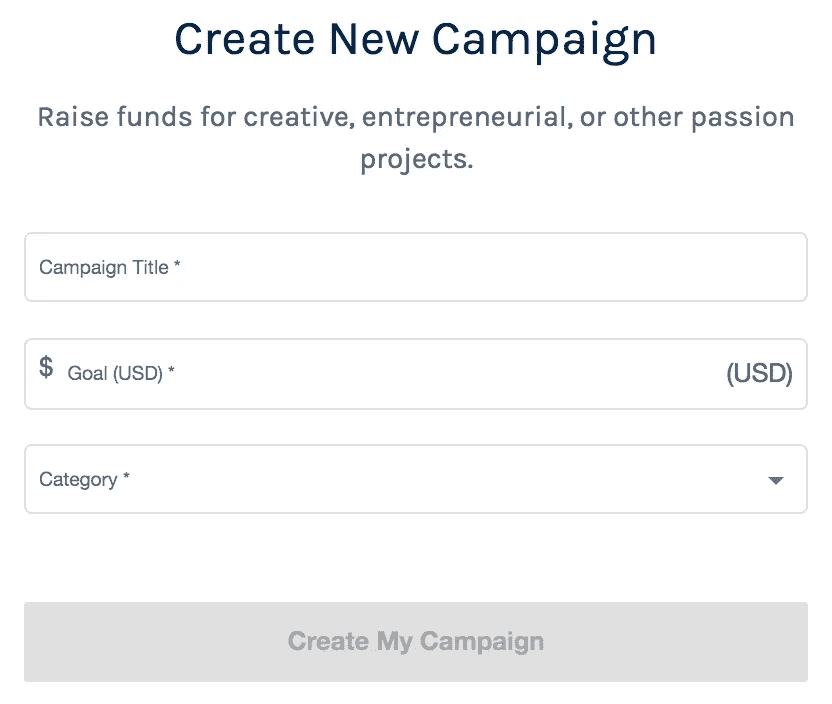 Create New Campaign
Raise funds for creative, entrepreneurial, or other passion
projects.
Campaign Title *
$ Goal (USD) * (USD)
Category *
Create My Campaign